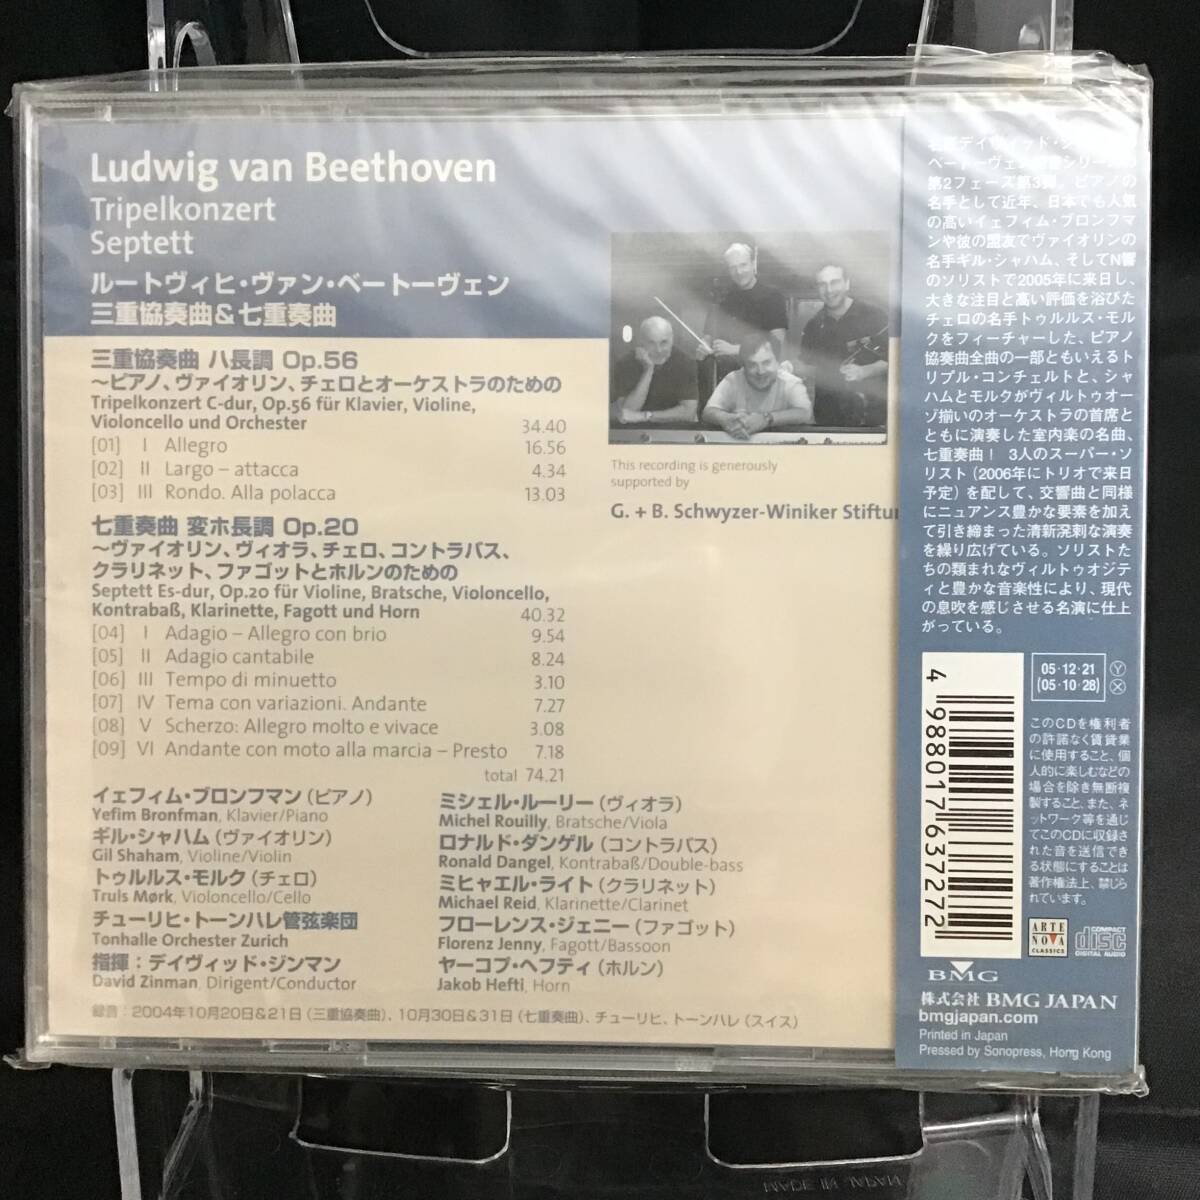 Ludwig van Beethoven
Tripelkonzert
Septett
ルートヴィヒ・ヴァン・ベートーヴェン
三重協奏曲＆七重奏曲
三重協奏曲 ハ長調 Op.56
〜ピアノ、ヴァイオリン、チェロとオーケストラのための
Tripelkonzert C-dur, Op.56 für Klavier, Violine,
Violoncello und Orchester 34.40
[01] I Allegro 16.56
[02] II Largo – attacca 4.34
[03] III Rondo. Alla polacca 13.03
七重奏曲 変ホ長調 Op.20
〜ヴァイオリン、ヴィオラ、チェロ、コントラバス、
クラリネット、ファゴットとホルンのための
Septett Es-dur, Op.20 für Violine, Bratsche, Violoncello,
Kontrabaß, Klarinette, Fagott und Horn 40.32
[04] I Adagio – Allegro con brio 9.54
[05] II Adagio cantabile 8.24
[06] III Tempo di minuetto 3.10
[07] IV Tema con variazioni. Andante 7.27
[08] V Scherzo: Allegro molto e vivace 3.08
[09] VI Andante con moto alla marcia – Presto 7.18
total 74.21
イェフィム・ブロンフマン（ピアノ）
Yefim Bronfman, Klavier/Piano
ギル・シャハム（ヴァイオリン）
Gil Shaham, Violine/Violin
トゥルルス・モルク（チェロ）
Truls Mørk, Violoncello/Cello
チューリヒ・トーンハレ管弦楽団
Tonhalle Orchester Zurich
指揮：デイヴィッド・ジンマン
David Zinman, Dirigent/Conductor
ミシェル・ルーリー（ヴィオラ）
Michel Rouilly, Bratsche/Viola
ロナルド・ダンゲル（コントラバス）
Ronald Dangel, Kontrabaß/Double-bass
ミヒャエル・ライト（クラリネット）
Michael Reid, Klarinette/Clarinet
フローレンス・ジェニー（ファゴット）
Florenz Jenny, Fagott/Bassoon
ヤーコプ・ヘフティ（ホルン）
Jakob Hefti, Horn
録音：2004年10月20日&21日（三重協奏曲）、10月30日&31日（七重奏曲）、チューリヒ、トーンハレ（スイス）
This recording is generously
supported by
G. + B. Schwyzer-Winiker Stiftu
デイヴィッド・
ベートーヴェン シリーズ
第2フェーズ第3弾。ピアノの
名手として近年、日本でも人気
の高いイェフィム・ブロンフマ
ンや彼の盟友でヴァイオリンの
名手ギル・シャハム、そしてN響
のソリストで2005年に来日し、
大きな注目と高い評価を浴びた
チェロの名手トゥルルス・モル
クをフィーチャーした、ピアノ
協奏曲全曲の一部ともいえるト
リプル・コンチェルトと、シャ
ハムとモルクがヴィルトゥオー
ゾ揃いのオーケストラの首席と
ともに演奏した室内楽の名曲、
七重奏曲！ 3人のスーパー・ソ
リスト（2006年にトリオで来日
予定）を配して、交響曲と同様
にニュアンス豊かな要素を加え
て引き締まった清新溌剌な演奏
を繰り広げている。ソリストた
ちの類まれなヴィルトゥオジテ
ィと豊かな音楽性により、現代
の息吹を感じさせる名演に仕上
がっている。
4 988017 637272
05・12・21 Y
(05・10・28) X
このCDを権利者
の許諾なく賃貸業
に使用すること、個
人的に楽しむなどの
場合を除き無断複
製すること、また、ネ
ットワーク等を通じ
てこのCDに収録さ
れた音を送信でき
る状態にすることは
著作権法上、禁じら
れています。
ARTE
NOVA
CLASSICS
COMPACT
disc
DIGITAL AUDIO
BMG
株式会社 BMG JAPAN
bmgjapan.com
Printed in Japan
Pressed by Sonopress, Hong Kong
MADE IN JAPAN